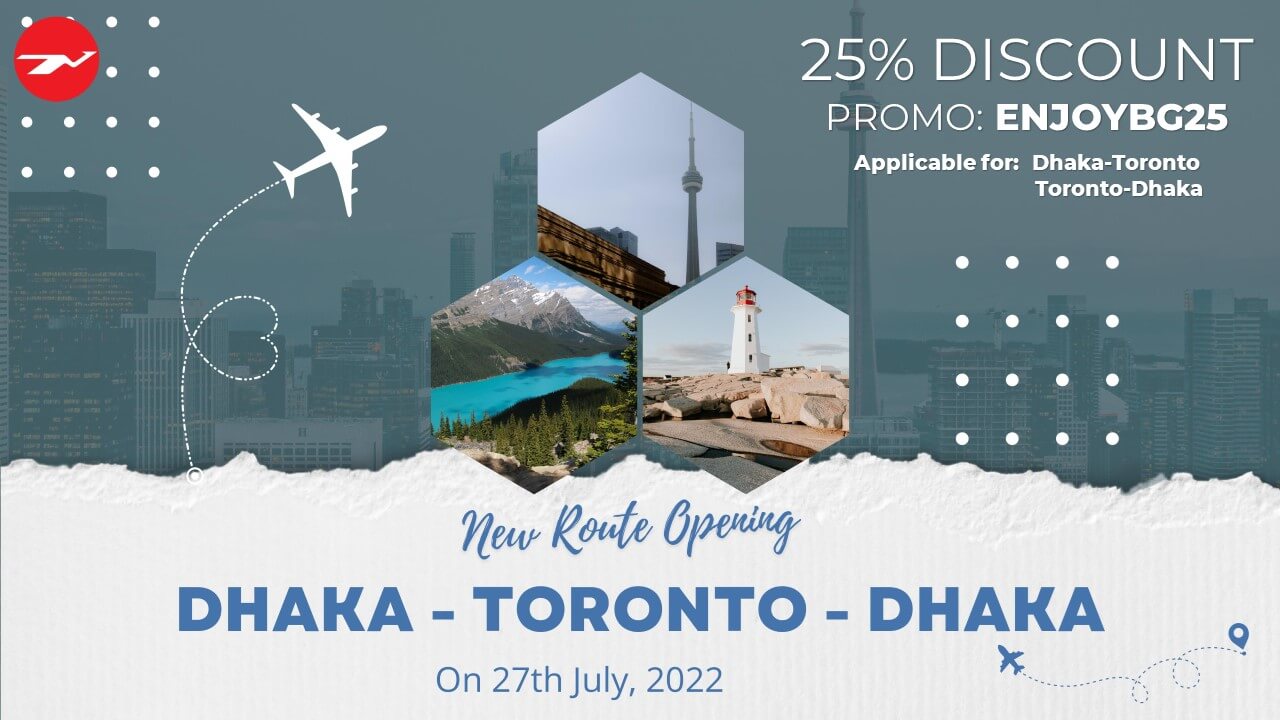 25% DISCOUNT
PROMO: ENJOYBG25
Applicable for: Dhaka-Toronto
Toronto-Dhaka
New Route Opening
DHAKA - TORONTO - DHAKA
On 27th July, 2022